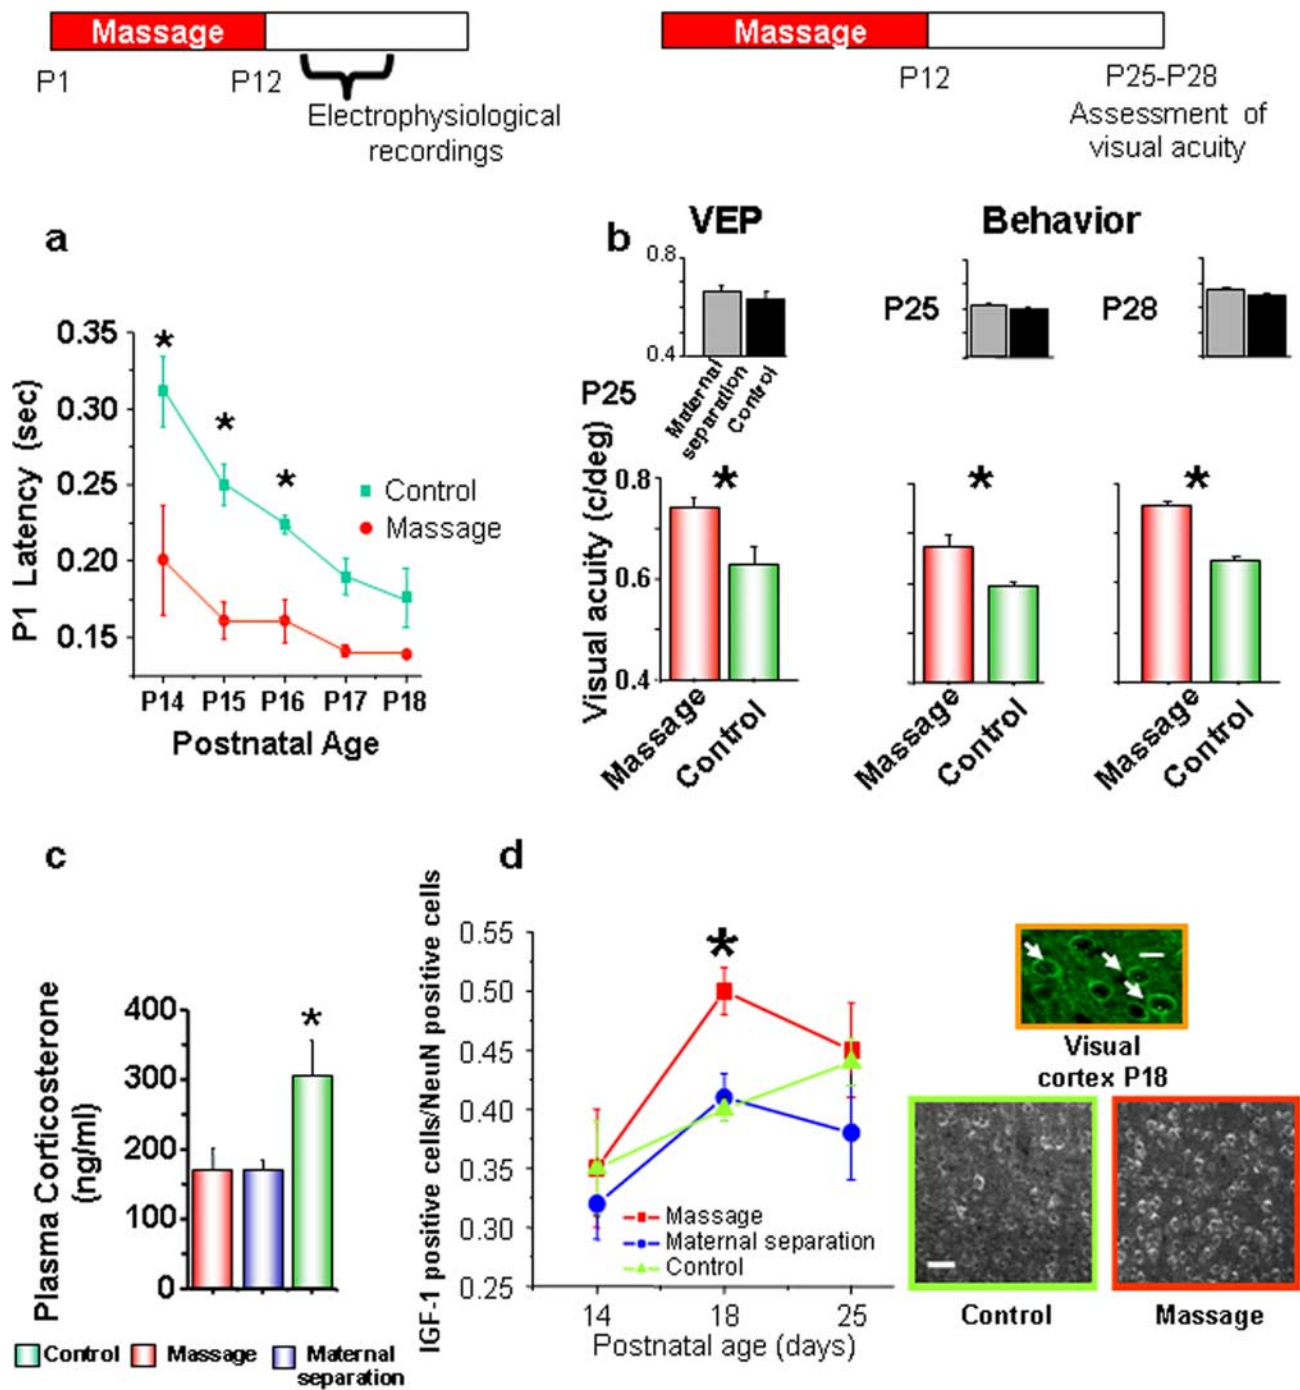 Massage
P1
P12
Electrophysiological
recordings
Massage
P12
P25-P28
Assessment of
visual acuity
a
P1 Latency (sec)
0.35
0.30
0.25
0.20
0.15
*
*
*
Control
Massage
P14 P15 P16 P17 P18
Postnatal Age
b
VEP
Behavior
0.8
0.4
Maternal
separation
Control
P25
P28
P25
Visual acuity (c/deg)
0.8
0.6
0.4
*
*
*
Massage
Control
Massage
Control
Massage
Control
c
Plasma Corticosterone
(ng/ml)
400
300
200
100
0
*
Control
Massage
Maternal
separation
d
IGF-1 positive cells/NeuN positive cells
0.55
0.50
0.45
0.40
0.35
0.30
0.25
*
Massage
Maternal separation
Control
14 18 25
Postnatal age (days)
Visual
cortex P18
Control
Massage